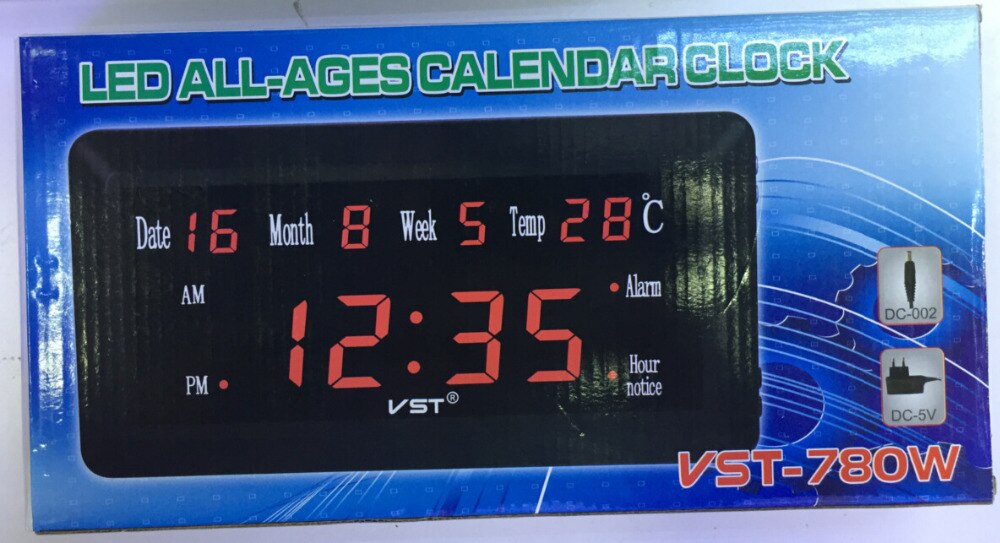 LED ALL-AGES CALENDAR CLOCK
Date 16 Month 8 Week 5 Temp 28 °C
AM
Alarm
12:35
PM
Hour
notice
VST®
DC-002
DC-5V
VST-780W